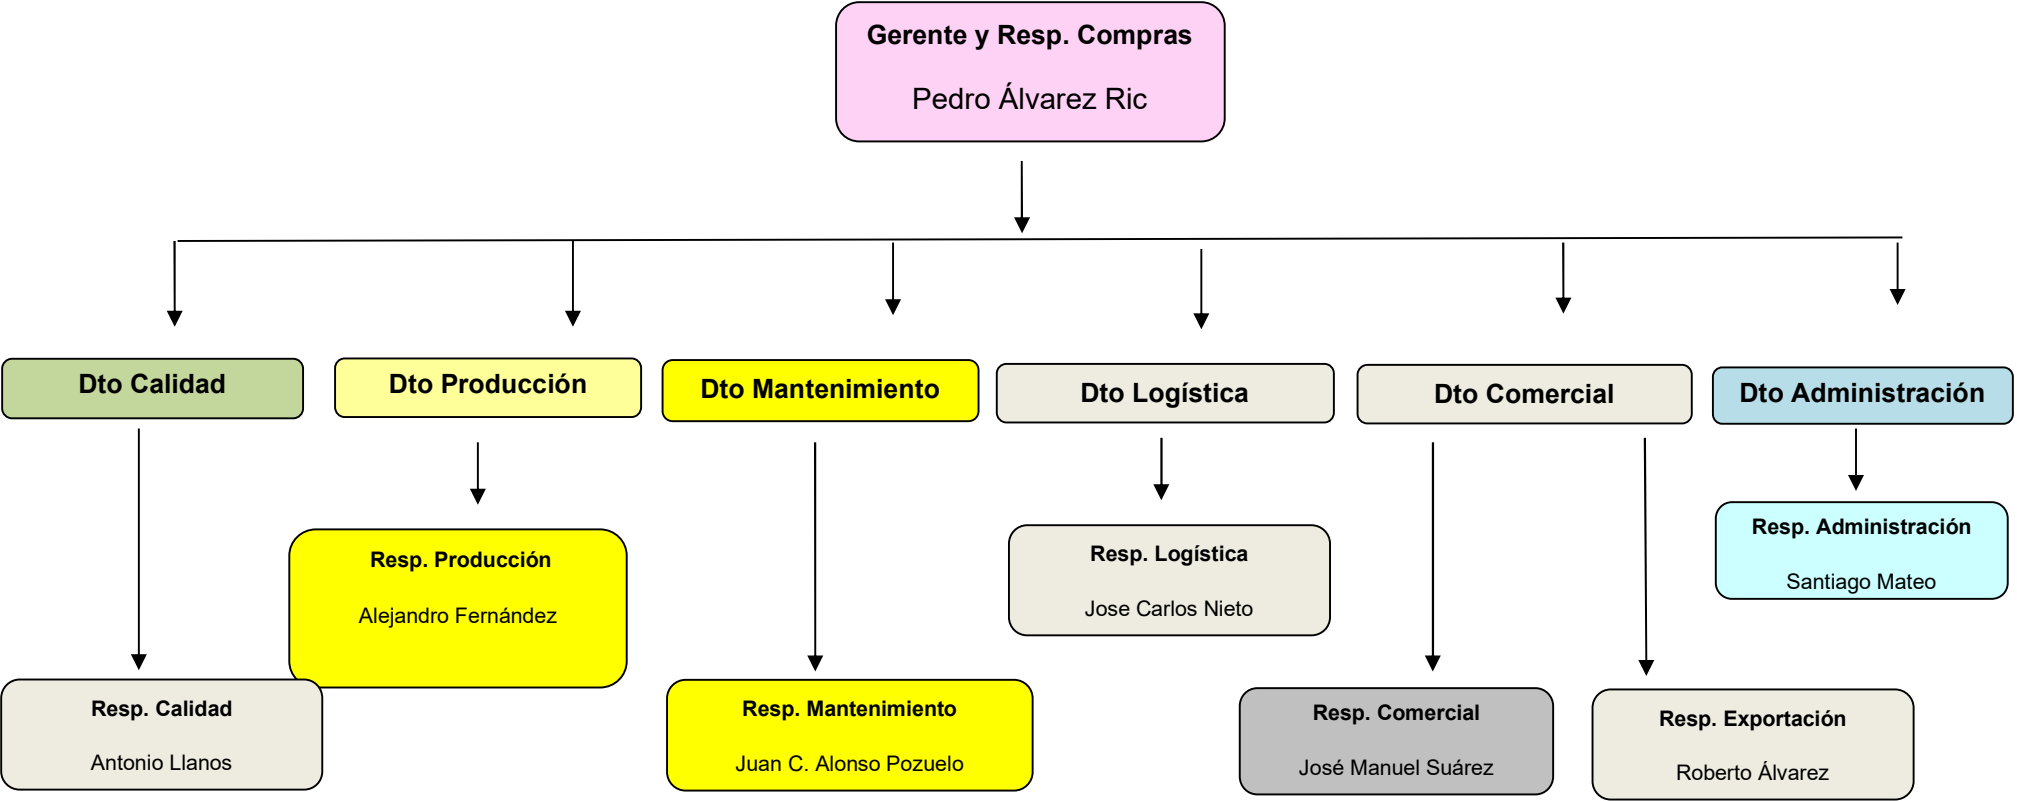 Gerente y Resp. Compras
Pedro Álvarez Ric
Dto Calidad
Dto Producción
Dto Mantenimiento
Dto Logística
Dto Comercial
Dto Administración
Resp. Producción
Alejandro Fernández
Resp. Logística
Jose Carlos Nieto
Resp. Administración
Santiago Mateo
Resp. Calidad
Antonio Llanos
Resp. Mantenimiento
Juan C. Alonso Pozuelo
Resp. Comercial
José Manuel Suárez
Resp. Exportación
Roberto Álvarez